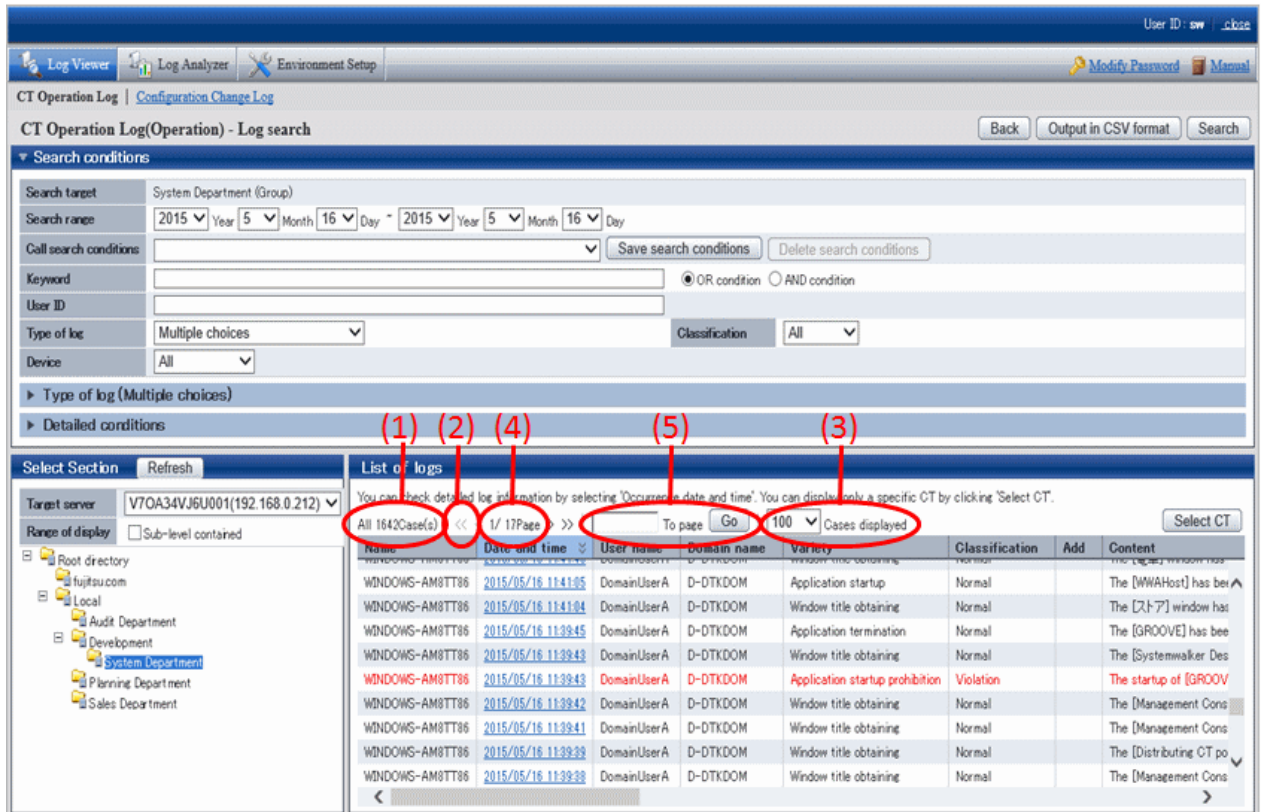 User ID : sw | close
Log Viewer Log Analyzer Environment Setup Modify Password Manual
CT Operation Log | Configuration Change Log
CT Operation Log(Operation) - Log search Back Output in CSV format Search
Search conditions
Search target System Department (Group)
Search range 2015 Year 5 Month 16 Day ~ 2015 Year 5 Month 16 Day
Call search conditions Save search conditions Delete search conditions
Keyword OR condition AND condition
User ID
Type of log Multiple choices Classification All
Device All
Type of log (Multiple choices)
Detailed conditions
(1) (2) (4) (5) (3)
Select Section Refresh
Target server V7OA34VJ6U001(192.168.0.212)
Range of display Sub-level contained
Root directory
fujitsu.com
Local
Audit Department
Development
System Department
Planning Department
Sales Department
List of logs
You can check detailed log information by selecting 'Occurrence date and time'. You can display only a specific CT by clicking 'Select CT'.
All 1642Case(s) << 1/ 17Page > >> To page Go 100 Cases displayed Select CT
Name Date and time User name Domain name Variety Classification Add Content
WINDOWS-AM8TT86 2015/05/16 11:41:05 DomainUserA D-DTKDOM Application startup Normal The [WWAHost] has bee
WINDOWS-AM8TT86 2015/05/16 11:41:04 DomainUserA D-DTKDOM Window title obtaining Normal The [ストア] window has
WINDOWS-AM8TT86 2015/05/16 11:39:45 DomainUserA D-DTKDOM Application termination Normal The [GROOVE] has bee
WINDOWS-AM8TT86 2015/05/16 11:39:43 DomainUserA D-DTKDOM Window title obtaining Normal The [Systemwalker Des
WINDOWS-AM8TT86 2015/05/16 11:39:43 DomainUserA D-DTKDOM Application startup prohibition Violation The startup of [GROOV
WINDOWS-AM8TT86 2015/05/16 11:39:42 DomainUserA D-DTKDOM Window title obtaining Normal The [Management Cons
WINDOWS-AM8TT86 2015/05/16 11:39:41 DomainUserA D-DTKDOM Window title obtaining Normal The [Management Cons
WINDOWS-AM8TT86 2015/05/16 11:39:39 DomainUserA D-DTKDOM Window title obtaining Normal The [Distributing CT po
WINDOWS-AM8TT86 2015/05/16 11:39:38 DomainUserA D-DTKDOM Window title obtaining Normal The [Management Cons